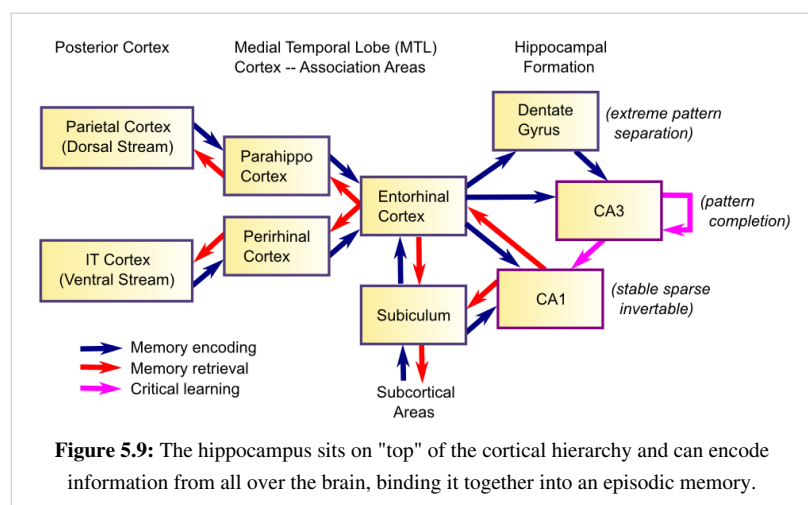 Posterior Cortex
Medial Temporal Lobe (MTL)
Cortex -- Association Areas
Hippocampal
Formation
Parietal Cortex
(Dorsal Stream)
Parahippo
Cortex
Dentate
Gyrus
(extreme pattern
separation)
Entorhinal
Cortex
CA3
(pattern
completion)
IT Cortex
(Ventral Stream)
Perirhinal
Cortex
Subiculum
CA1
(stable sparse
invertable)
Memory encoding
Memory retrieval
Critical learning
Subcortical
Areas
Figure 5.9: The hippocampus sits on "top" of the cortical hierarchy and can encode
information from all over the brain, binding it together into an episodic memory.